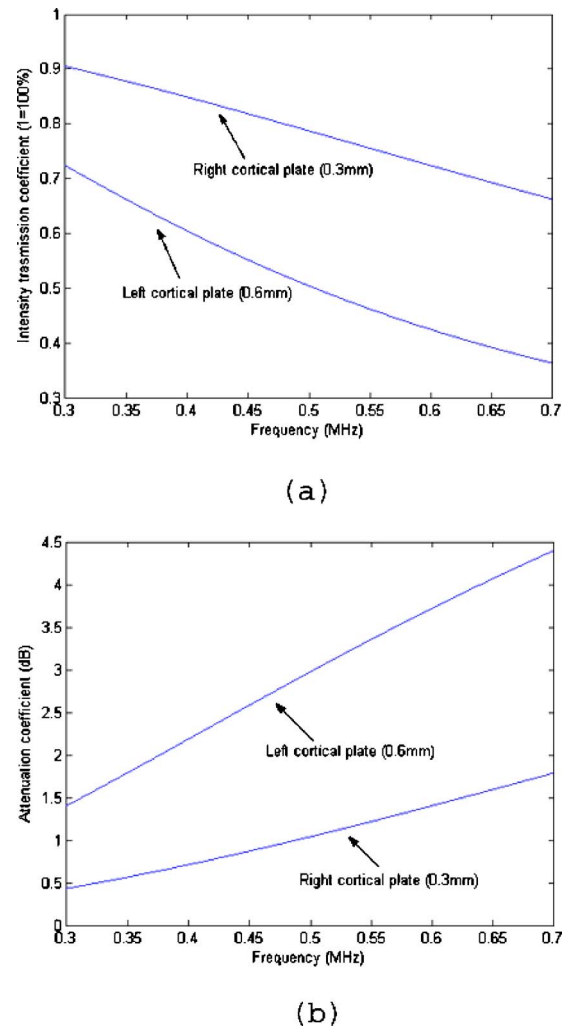 1
0.9
0.8
0.7
0.6
0.5
0.4
0.3
Intensity trasmission coefficient (1=100%)
Right cortical plate (0.3mm)
Left cortical plate (0.6mm)
0.3 0.35 0.4 0.45 0.5 0.55 0.6 0.65 0.7
Frequency (MHz)
(a)
4.5
4
3.5
3
2.5
2
1.5
1
0.5
0
Attenuation coefficient (dB)
Left cortical plate (0.6mm)
Right cortical plate (0.3mm)
0.3 0.35 0.4 0.45 0.5 0.55 0.6 0.65 0.7
Frequency (MHz)
(b)